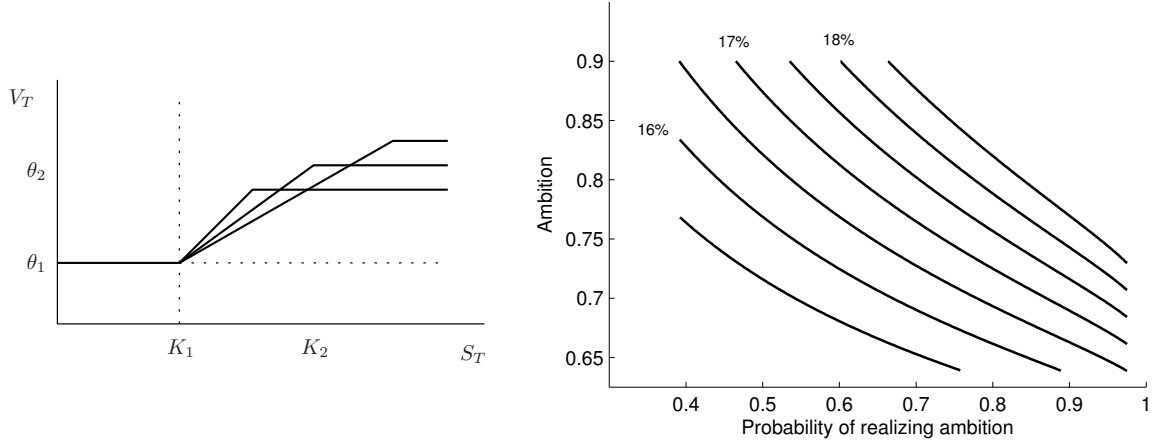 V_T
θ_2
θ_1
K_1
K_2
S_T
17%
18%
16%
0.9
0.85
0.8
0.75
0.7
0.65
Ambition
0.4 0.5 0.6 0.7 0.8 0.9 1
Probability of realizing ambition